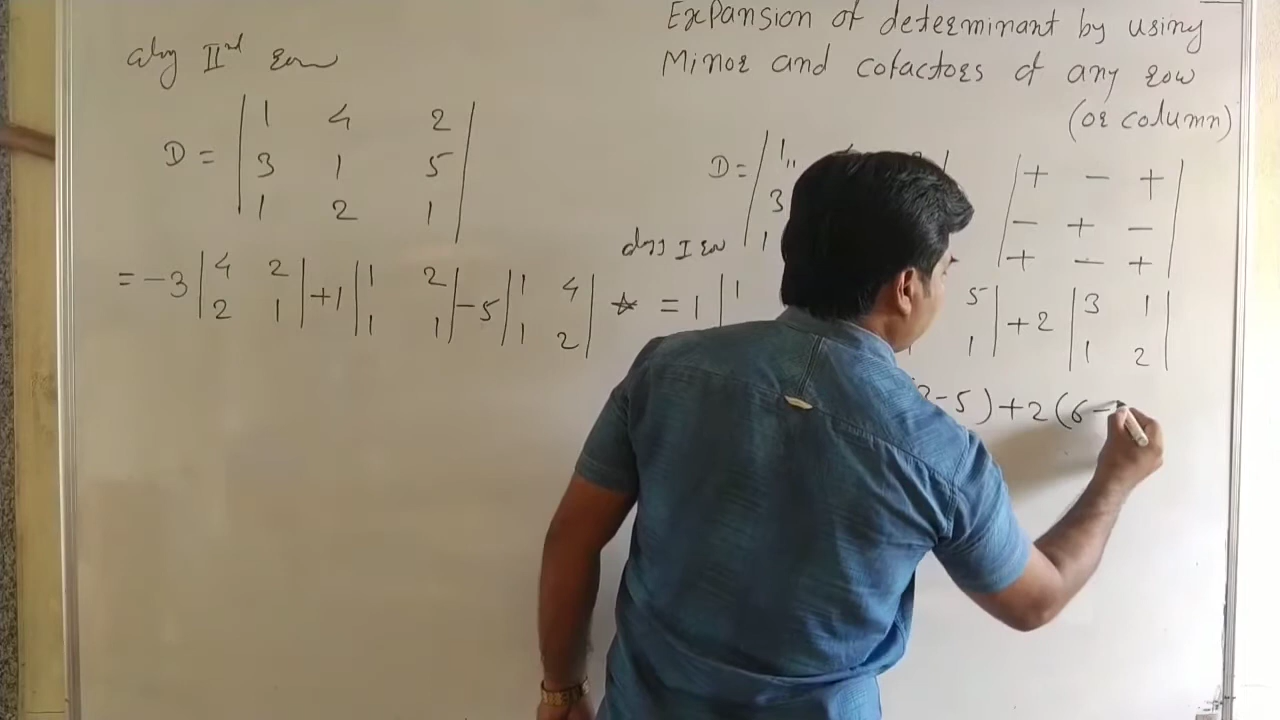 Expansion of determinant by using
Minor and cofactors of any row
(or column)
along IInd row
D = | 1 4 2 |
| 3 1 5 |
| 1 2 1 |
= -3 | 4 2 | +1 | 1 2 | -5 | 1 4 |
| 2 1 | | 1 1 | | 1 2 |
D = | 1
3
1
| + - + |
| - + - |
| + - + |
I row
= 1 | 1
5 | +2 | 3 1 |
1 | | 1 2 |
-5) +2(6-